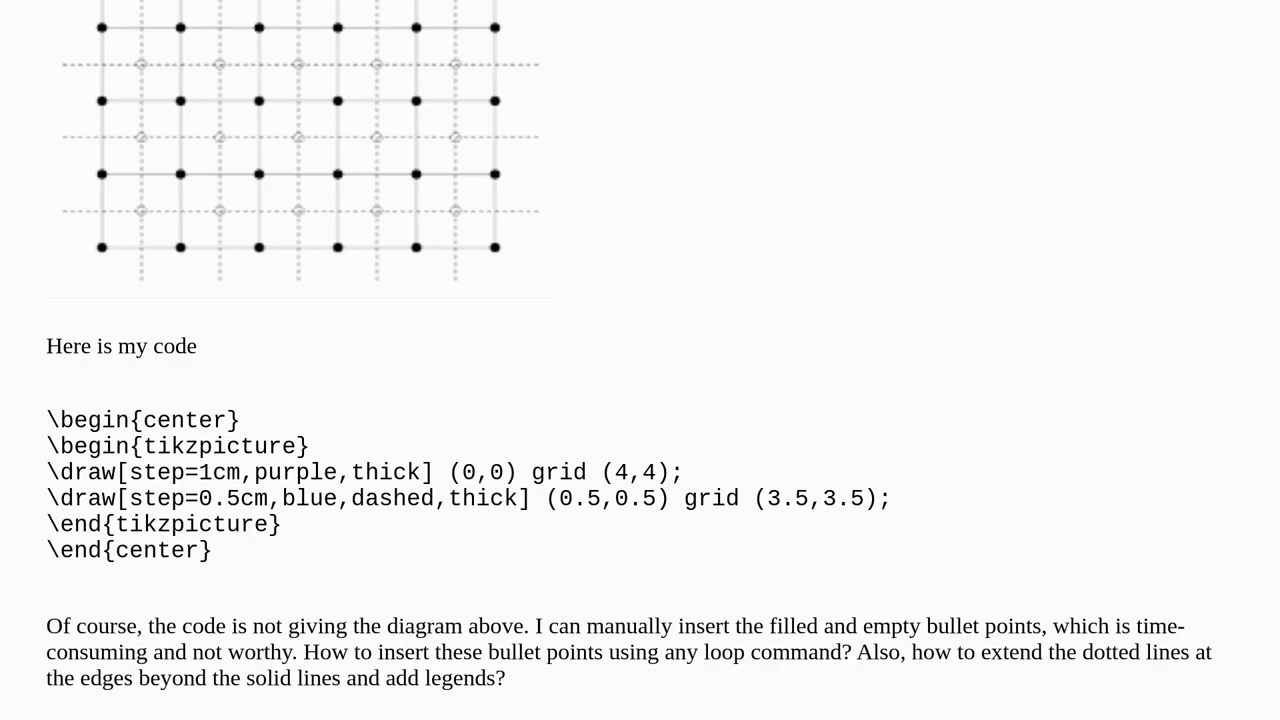 Here is my code
\begin{center}
\begin{tikzpicture}
\draw[step=1cm,purple,thick] (0,0) grid (4,4);
\draw[step=0.5cm,blue,dashed,thick] (0.5,0.5) grid (3.5,3.5);
\end{tikzpicture}
\end{center}
Of course, the code is not giving the diagram above. I can manually insert the filled and empty bullet points, which is time-
consuming and not worthy. How to insert these bullet points using any loop command? Also, how to extend the dotted lines at
the edges beyond the solid lines and add legends?